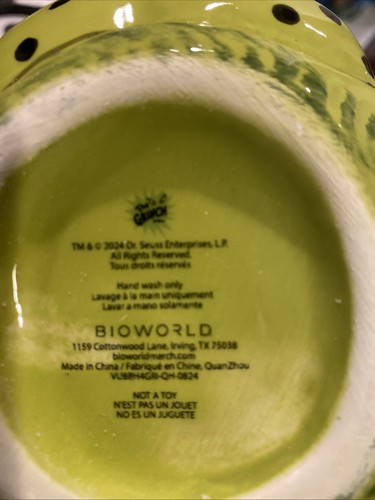 GRINCH
TM & © 2024 Dr. Seuss Enterprises, L.P.
All Rights Reserved.
Tous droits réservés
Hand wash only
Lavage à la main uniquement
Lavar a mano solamente
BIOWORLD
1159 Cottonwood Lane, Irving, TX 75038
bioworldmerch.com
Made in China / Fabriqué en Chine, QuanZhou
NOT A TOY
N'EST PAS UN JOUET
NO ES UN JUGUETE